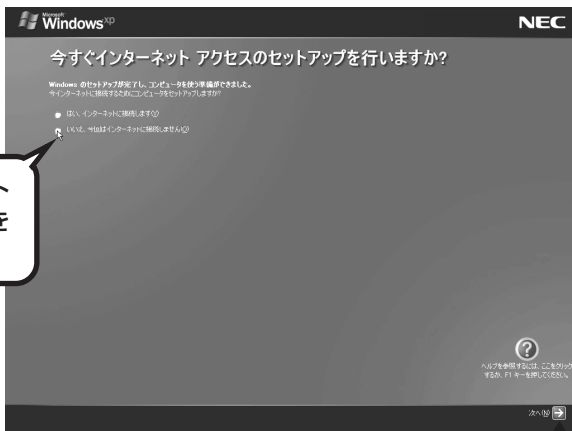 Microsoft
Windows xp
NEC
今すぐインターネット アクセスのセットアップを行いますか?
Windows のセットアップが完了し、コンピュータを使う準備ができました。
今インターネットに接続するためにコンピュータをセットアップしますか?
はい、インターネットに接続します(Y)
いいえ、今回はインターネットに接続しません(O)
ト
を
ヘルプを参照するには、ここをクリック
するか、F1 キーを押してください。
次へ(N)